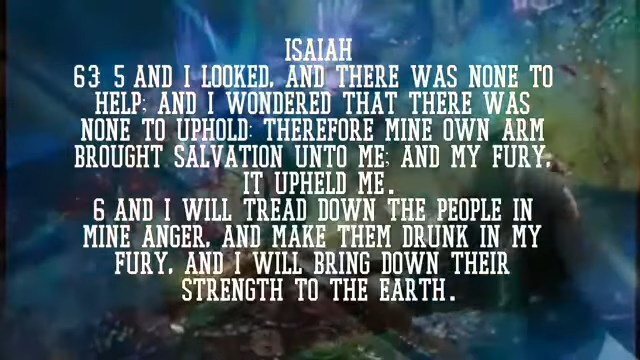 ISAIAH
63 5 AND I LOOKED, AND THERE WAS NONE TO
HELP; AND I WONDERED THAT THERE WAS
NONE TO UPHOLD: THEREFORE MINE OWN ARM
BROUGHT SALVATION UNTO ME; AND MY FURY,
IT UPHELD ME.
6 AND I WILL TREAD DOWN THE PEOPLE IN
MINE ANGER, AND MAKE THEM DRUNK IN MY
FURY, AND I WILL BRING DOWN THEIR
STRENGTH TO THE EARTH.